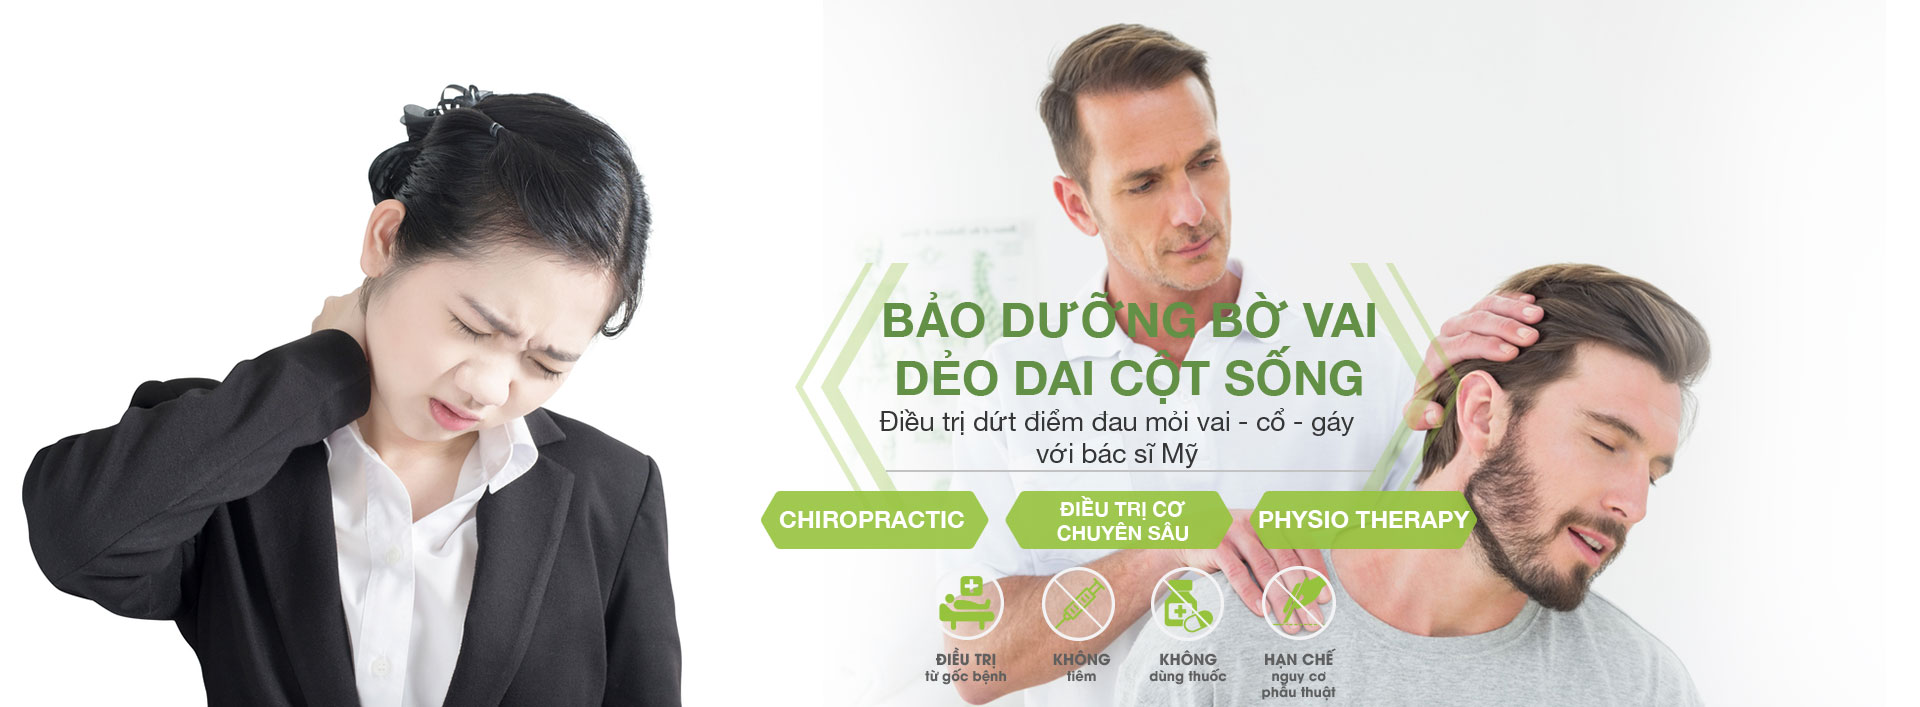 BẢO DƯỠNG BỜ VAI
DẺO DAI CỘT SỐNG
Điều trị dứt điểm đau mỏi vai - cổ - gáy
với bác sĩ Mỹ
CHIROPRACTIC
ĐIỀU TRỊ CƠ
CHUYÊN SÂU
PHYSIO THERAPY
ĐIỀU TRỊ
từ gốc bệnh
KHÔNG
tiêm
KHÔNG
dùng thuốc
HẠN CHẾ
nguy cơ
phẫu thuật